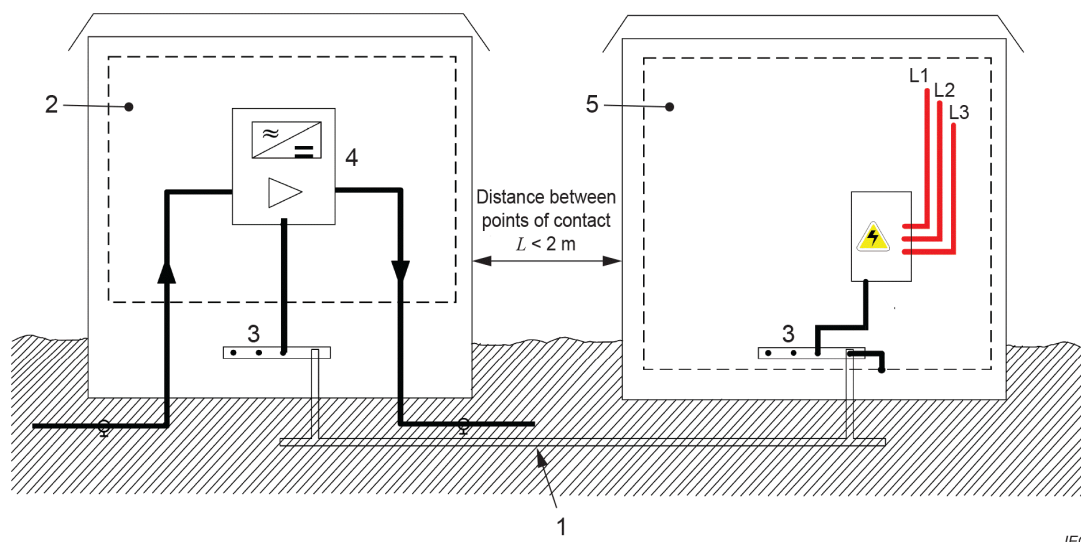 2
4
3
Distance between
points of contact
L < 2 m
5
L1
L2
L3
3
1